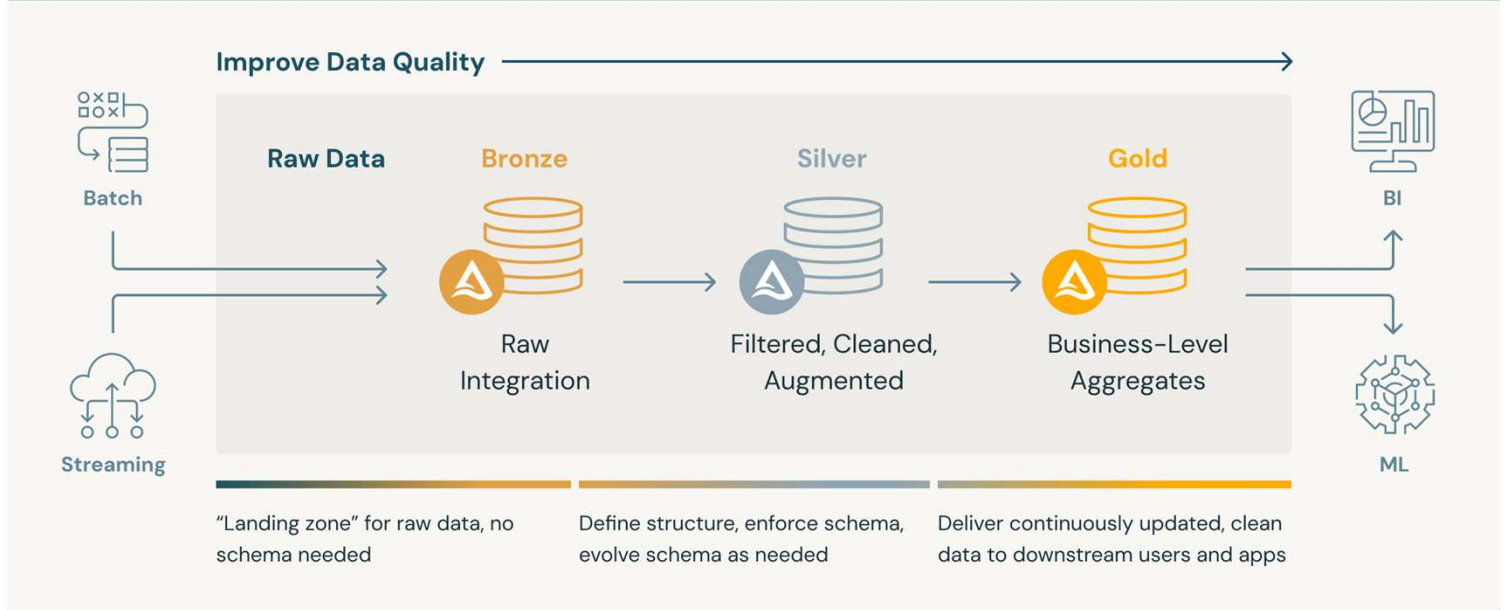 Improve Data Quality
Batch
Streaming
Raw Data
Bronze
Silver
Gold
Raw
Integration
Filtered, Cleaned,
Augmented
Business-Level
Aggregates
BI
ML
“Landing zone” for raw data, no
schema needed
Define structure, enforce schema,
evolve schema as needed
Deliver continuously updated, clean
data to downstream users and apps